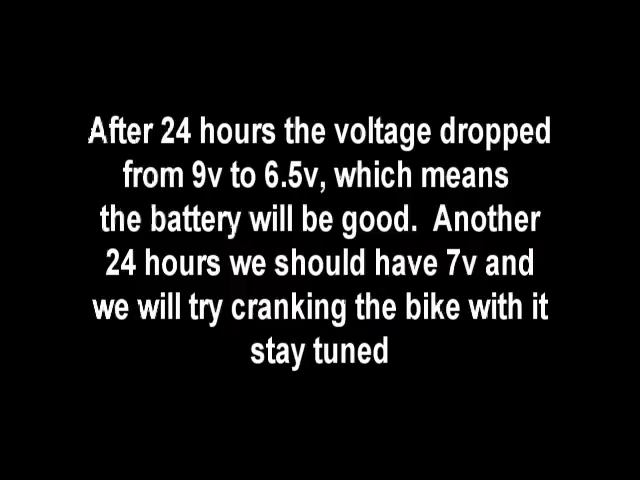 After 24 hours the voltage dropped
from 9v to 6.5v, which means
the battery will be good.  Another
24 hours we should have 7v and
we will try cranking the bike with it
stay tuned